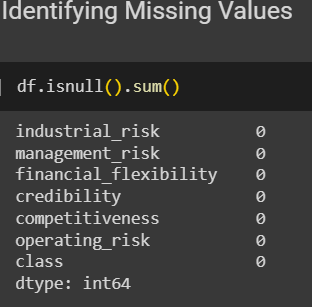 Identifying Missing Values
df.isnull().sum()
industrial_risk 0
management_risk 0
financial_flexibility 0
credibility 0
competitiveness 0
operating_risk 0
class 0
dtype: int64